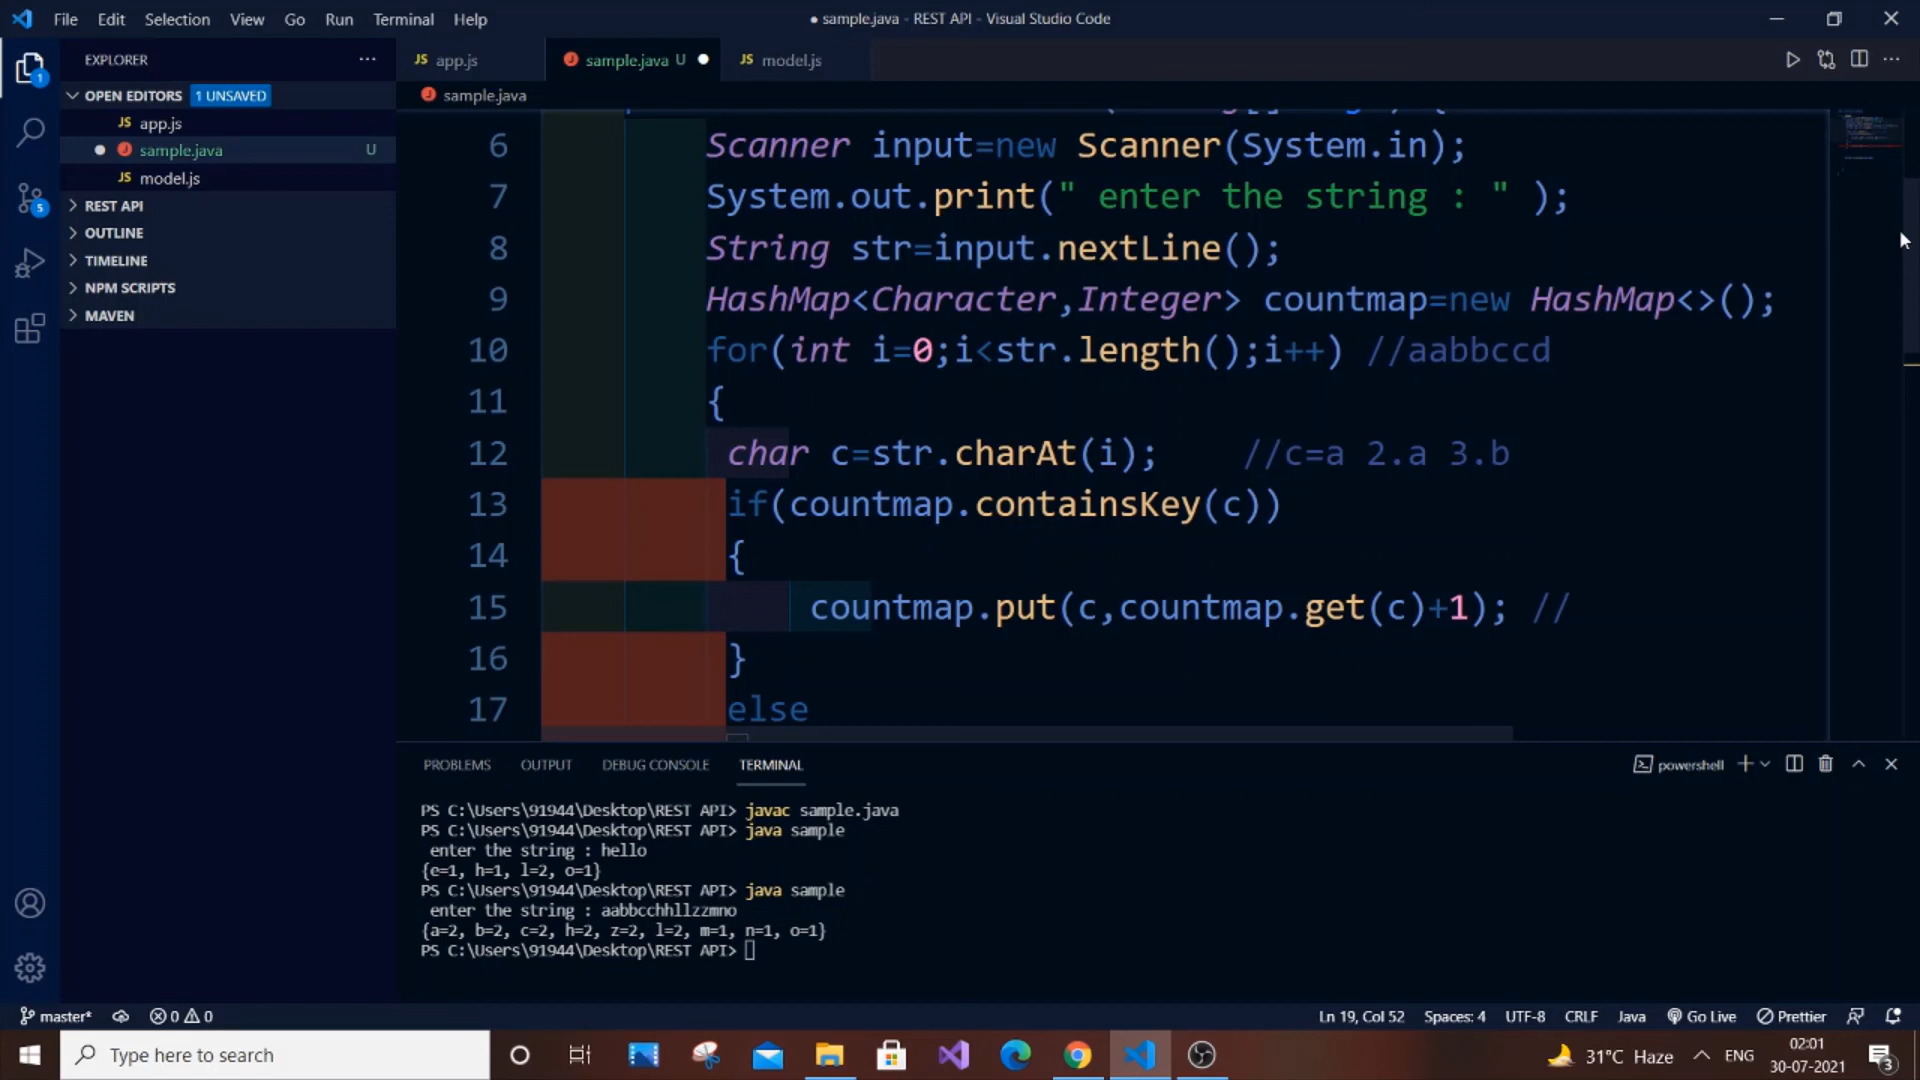 File Edit Selection View Go Run Terminal Help
● sample.java - REST API - Visual Studio Code
EXPLORER
JS app.js
sample.java U
JS model.js
OPEN EDITORS 1 UNSAVED
sample.java
JS app.js
sample.java U
JS model.js
REST API
OUTLINE
TIMELINE
NPM SCRIPTS
MAVEN
1
5
6 Scanner input=new Scanner(System.in);
7 System.out.print(" enter the string : " );
8 String str=input.nextLine();
9 HashMap<Character,Integer> countmap=new HashMap<>();
10 for(int i=0;i<str.length();i++) //aabbccd
11 {
12 char c=str.charAt(i); //c=a 2.a 3.b
13 if(countmap.containsKey(c))
14 {
15 countmap.put(c,countmap.get(c)+1); //
16 }
17 else
PROBLEMS OUTPUT DEBUG CONSOLE TERMINAL
powershell
PS C:\Users\91944\Desktop\REST API> javac sample.java
PS C:\Users\91944\Desktop\REST API> java sample
enter the string : hello
{e=1, h=1, l=2, o=1}
PS C:\Users\91944\Desktop\REST API> java sample
enter the string : aabbcchhllzzmno
{a=2, b=2, c=2, h=2, z=2, l=2, m=1, n=1, o=1}
PS C:\Users\91944\Desktop\REST API>
master* 0 0 Ln 19, Col 52 Spaces: 4 UTF-8 CRLF Java Go Live Prettier
Type here to search
31°C Haze ENG
02:01
30-07-2021
3